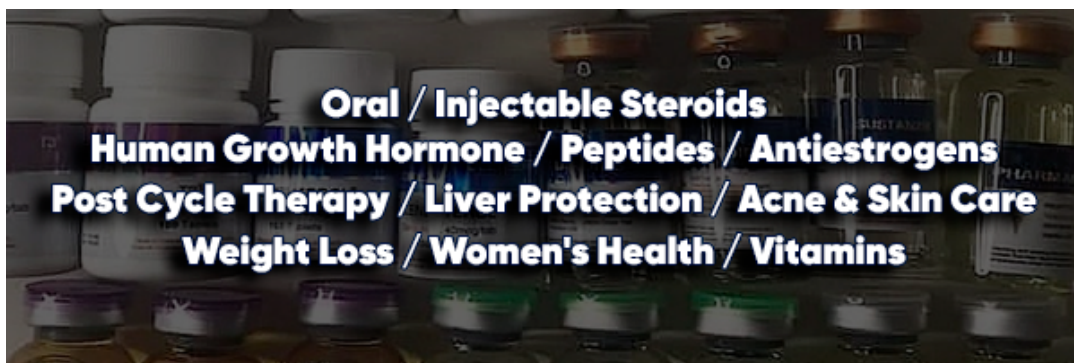 Oral / Injectable Steroids
Human Growth Hormone / Peptides / Antiestrogens
Post Cycle Therapy / Liver Protection / Acne & Skin Care
Weight Loss / Women's Health / Vitamins